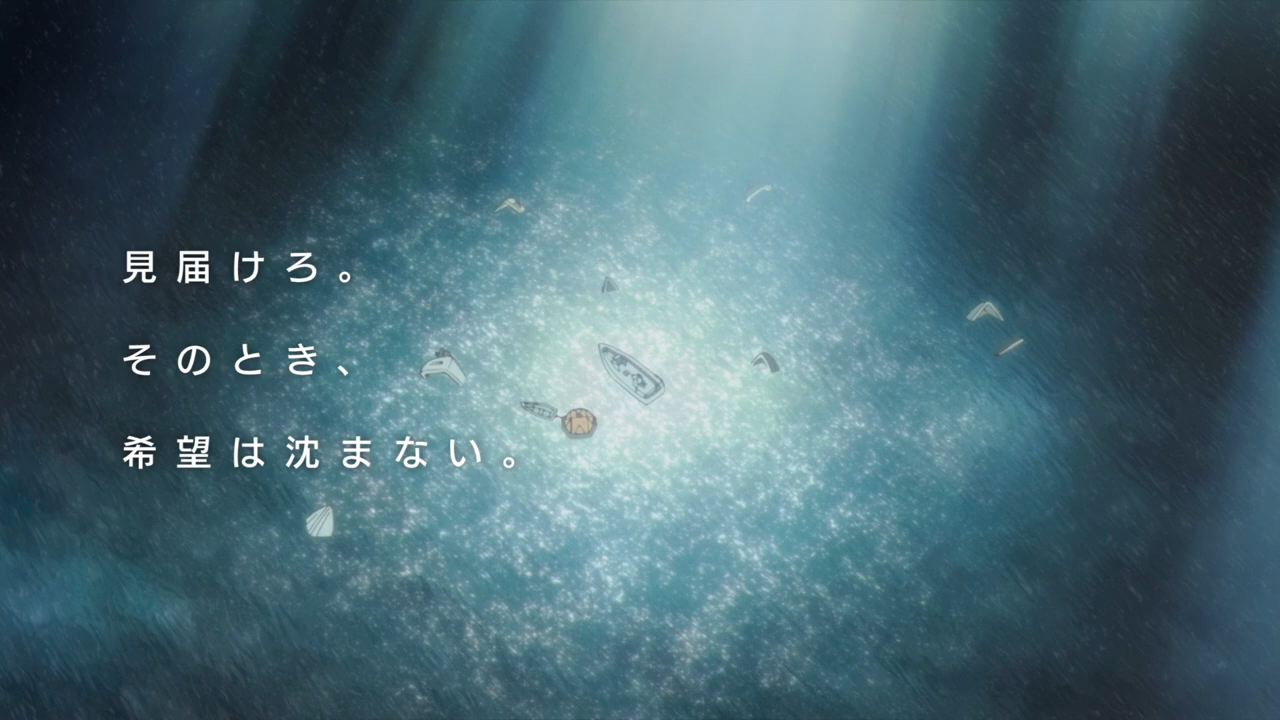 見届けろ。
そのとき、
希望は沈まない。